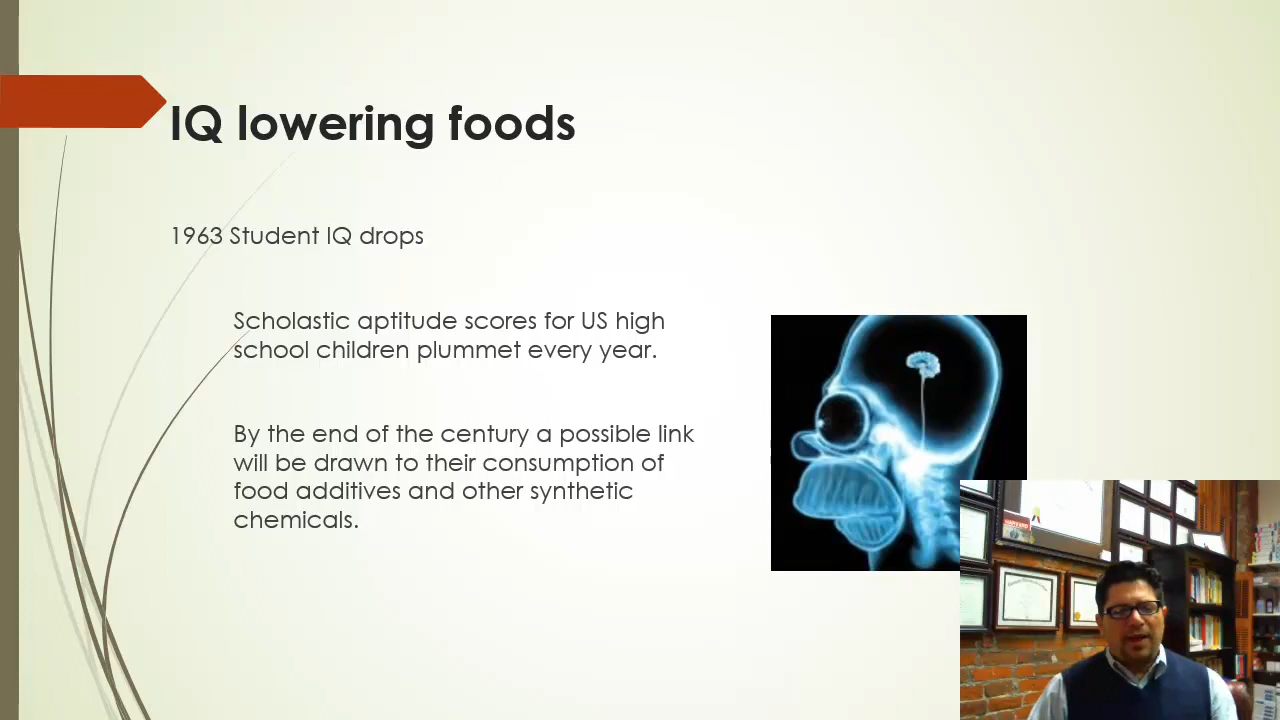 IQ lowering foods
1963 Student IQ drops
Scholastic aptitude scores for US high
school children plummet every year.
By the end of the century a possible link
will be drawn to their consumption of
food additives and other synthetic
chemicals.
HARVARD